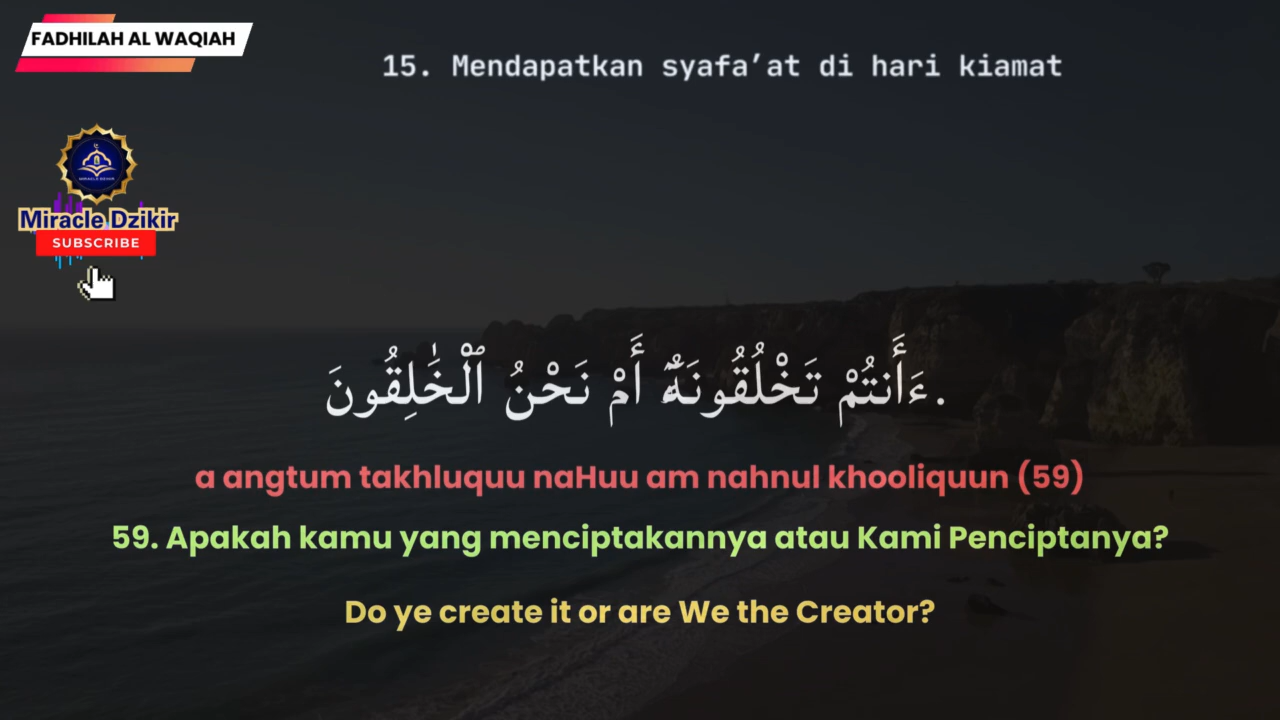 FADHILAH AL WAQIAH
15. Mendapatkan syafa’at di hari kiamat
MIRACLE DZIKIR
Miracle Dzikir
SUBSCRIBE
ءَأَنتُمْ تَخْلُقُونَهُۥٓ أَمْ نَحْنُ ٱلْخَٰلِقُونَ.
a angtum takhluquu naHuu am nahnul khooliquun (59)
59. Apakah kamu yang menciptakannya atau Kami Penciptanya?
Do ye create it or are We the Creator?